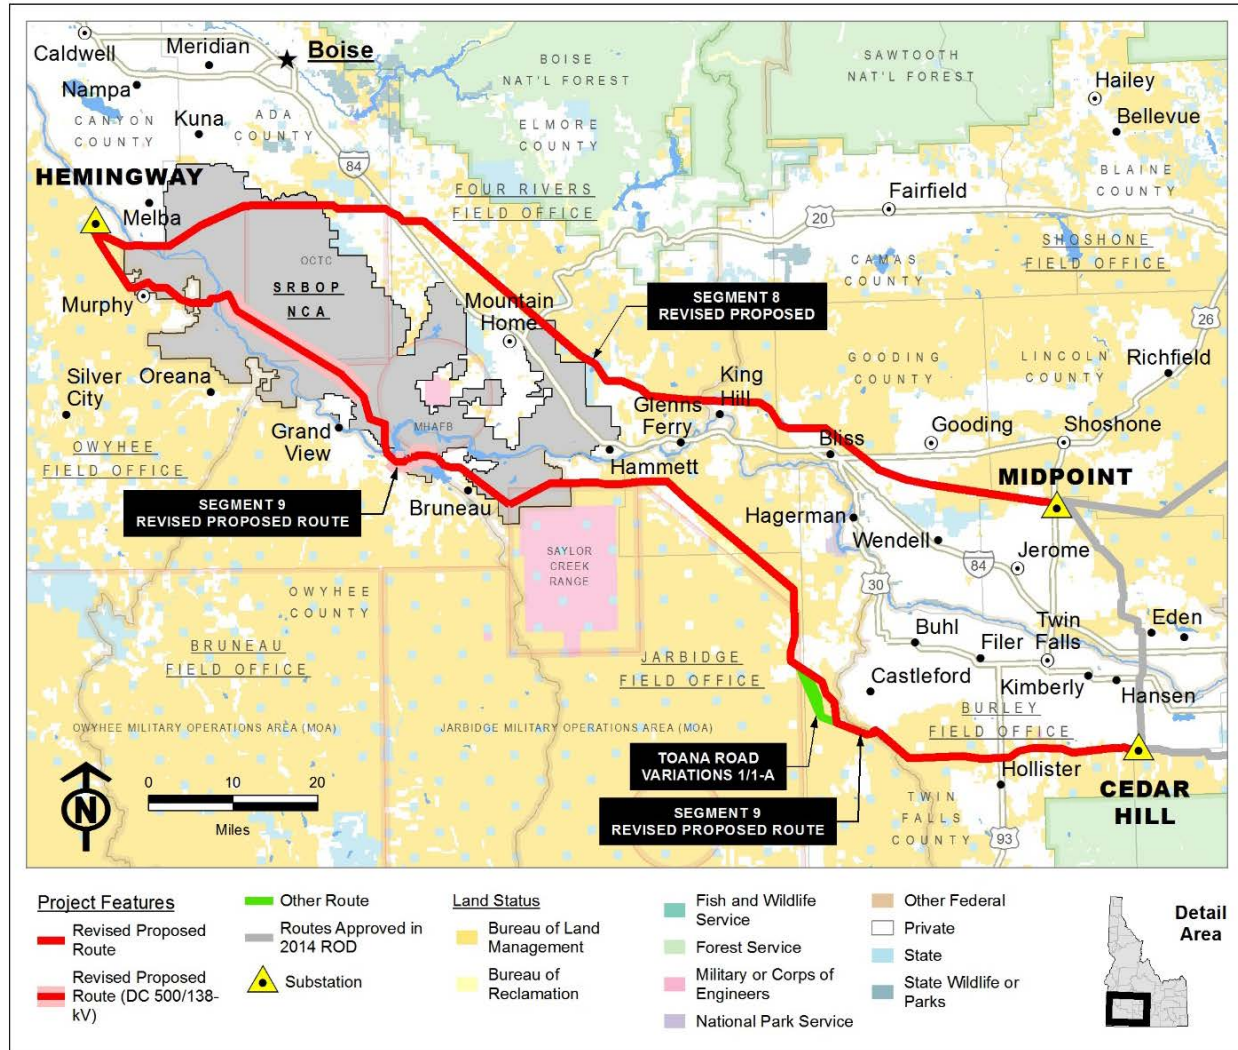 Caldwell
Meridian
Boise
Nampa
Kuna
CANYON
COUNTY
ADA
COUNTY
BOISE
NAT'L FOREST
SAWTOOTH
NAT'L FOREST
ELMORE
COUNTY
Hailey
Bellevue
BLAINE
COUNTY
84
HEMINGWAY
Melba
FOUR RIVERS
FIELD OFFICE
Fairfield
20
SHOSHONE
FIELD OFFICE
CAMAS
COUNTY
OCTC
SRBOP
NCA
Murphy
Mountain
Home
SEGMENT 8
REVISED PROPOSED
26
GOODING
COUNTY
LINCOLN
COUNTY
Richfield
Silver
City
Oreana
King
Hill
Glenns
Ferry
MHAFB
Grand
View
OWYHEE
FIELD OFFICE
Hammett
Bliss
Gooding
Shoshone
SEGMENT 9
REVISED PROPOSED ROUTE
Bruneau
MIDPOINT
Hagerman
Wendell
Jerome
84
30
SAYLOR
CREEK
RANGE
OWYHEE
COUNTY
BRUNEAU
FIELD OFFICE
JARBIDGE
FIELD OFFICE
Buhl
Filer
Twin
Falls
Eden
Castleford
Kimberly
Hansen
BURLEY
FIELD OFFICE
OWYHEE MILITARY OPERATIONS AREA (MOA)
JARBIDGE MILITARY OPERATIONS AREA (MOA)
TOANA ROAD
VARIATIONS 1/1-A
SEGMENT 9
REVISED PROPOSED ROUTE
Hollister
CEDAR
HILL
TWIN
FALLS
COUNTY
93
N
0 10 20
Miles
Project Features
Revised Proposed
Route
Revised Proposed
Route (DC 500/138-
kV)
Other Route
Routes Approved in
2014 ROD
Substation
Land Status
Bureau of Land
Management
Bureau of
Reclamation
Fish and Wildlife
Service
Forest Service
Military or Corps of
Engineers
National Park Service
Other Federal
Private
State
State Wildlife or
Parks
Detail
Area